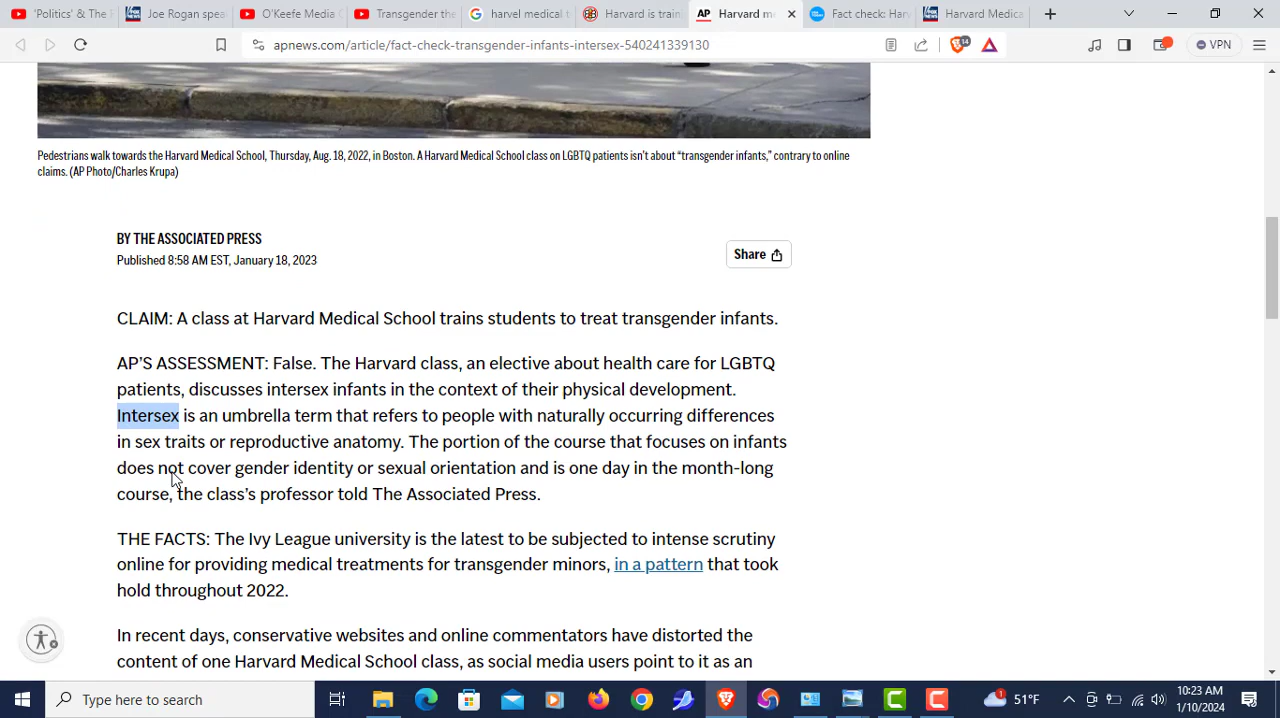 'Politics' & The
Joe Rogan spea
O'Keefe Media
Transgender the
harvel medical
Harvard is train
Harvard me
Fact check: Har
Harvard Medica
apnews.com/article/fact-check-transgender-infants-intersex-540241339130
14
VPN
Pedestrians walk towards the Harvard Medical School, Thursday, Aug. 18, 2022, in Boston. A Harvard Medical School class on LGBTQ patients isn't about “transgender infants,” contrary to online
claims. (AP Photo/Charles Krupa)
BY THE ASSOCIATED PRESS
Published 8:58 AM EST, January 18, 2023
Share
CLAIM: A class at Harvard Medical School trains students to treat transgender infants.
AP'S ASSESSMENT: False. The Harvard class, an elective about health care for LGBTQ
patients, discusses intersex infants in the context of their physical development.
Intersex is an umbrella term that refers to people with naturally occurring differences
in sex traits or reproductive anatomy. The portion of the course that focuses on infants
does not cover gender identity or sexual orientation and is one day in the month-long
course, the class's professor told The Associated Press.
THE FACTS: The Ivy League university is the latest to be subjected to intense scrutiny
online for providing medical treatments for transgender minors, in a pattern that took
hold throughout 2022.
In recent days, conservative websites and online commentators have distorted the
content of one Harvard Medical School class, as social media users point to it as an
Type here to search
1
51°F
10:23 AM
1/10/2024